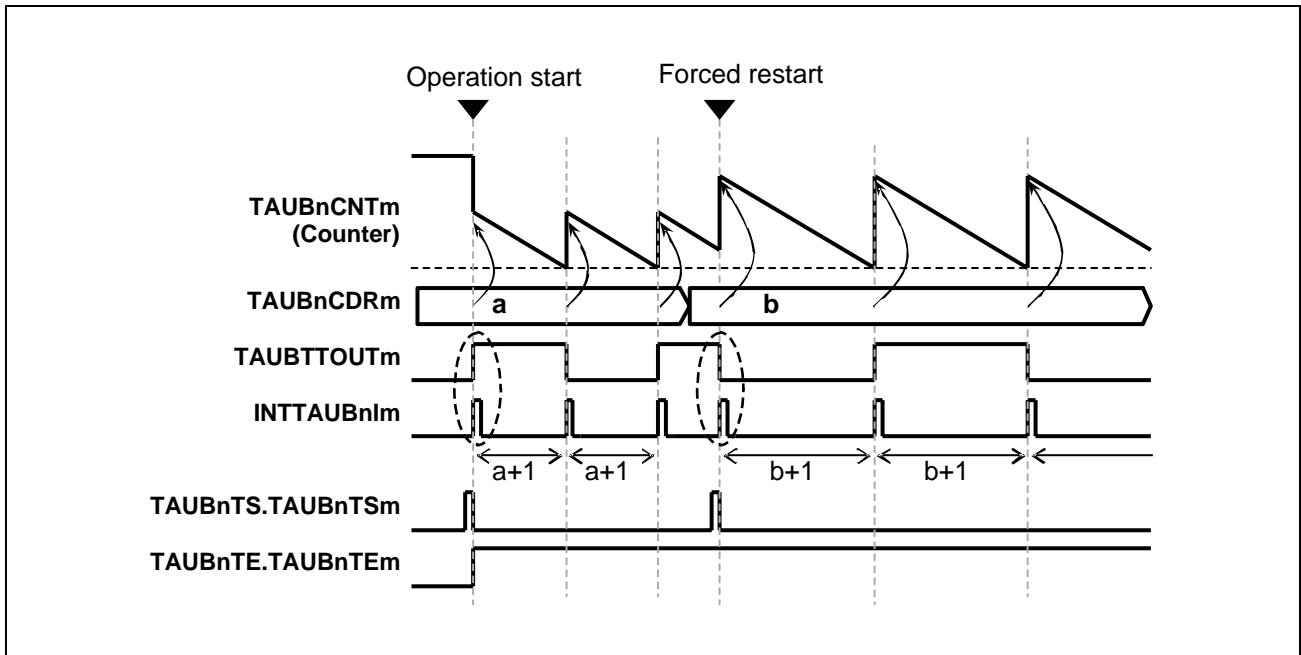 Operation start
Forced restart
TAUBnCNTm
(Counter)
TAUBnCDRm
a
b
TAUBTTOUTm
INTTAUBnIm
a+1
a+1
b+1
b+1
TAUBnTS.TAUBnTSm
TAUBnTE.TAUBnTEm